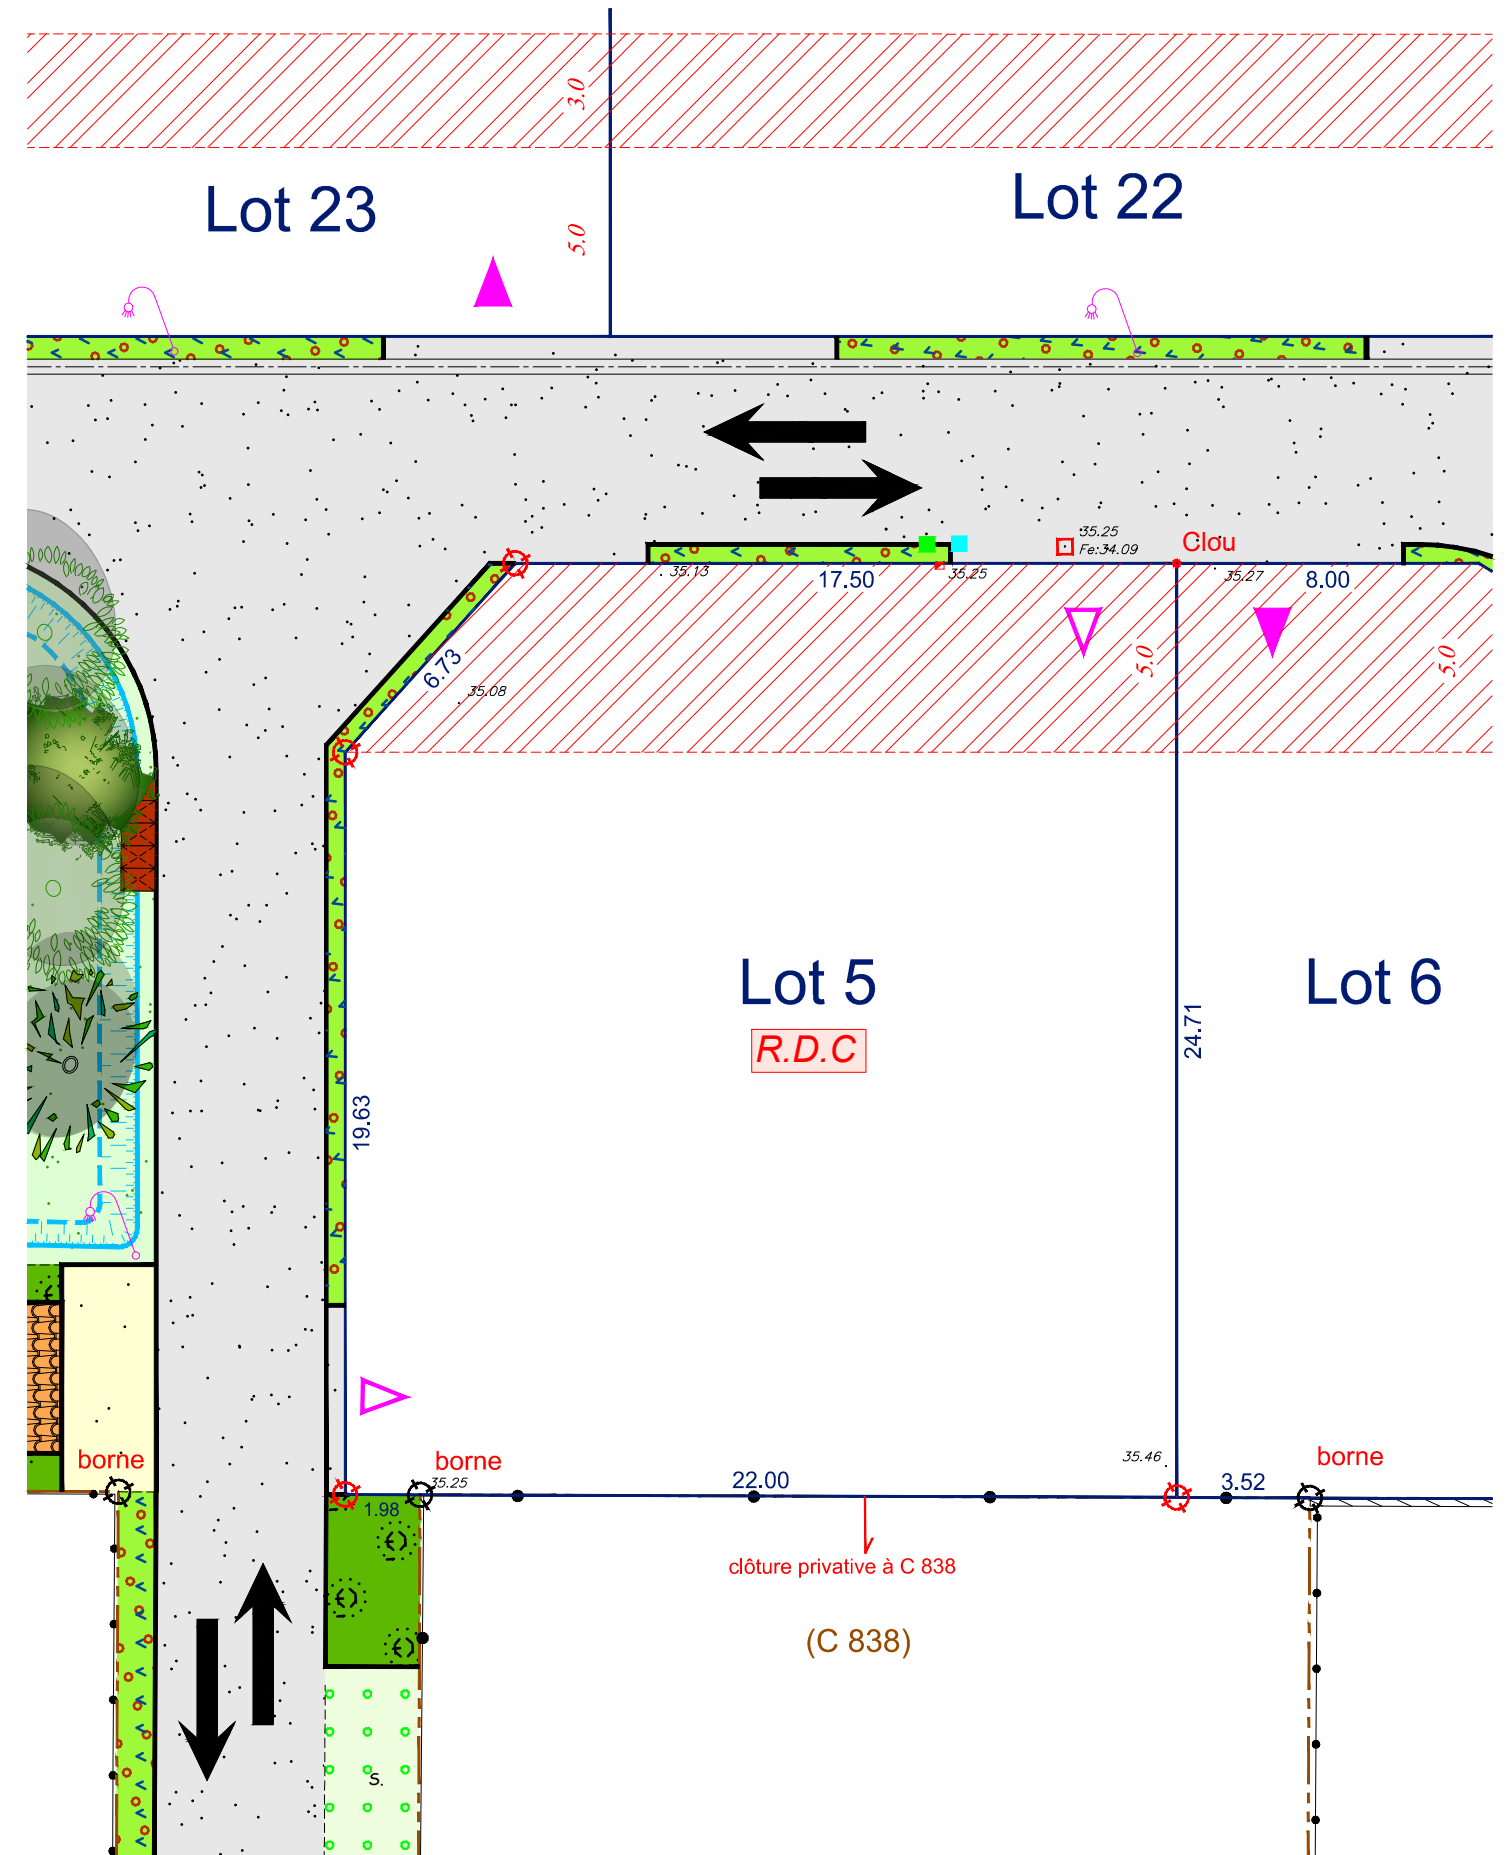 3.0
Lot 23
Lot 22
5.0
35.25
Fe:34.09
Clou
35.13
17.50
35.25
35.27
8.00
6.73
35.08
5.0
5.0
Lot 5
Lot 6
R.D.C
24.71
19.63
borne
borne
35.25
35.46
borne
22.00
3.52
1.98
clôture privative à C 838
(C 838)
S.